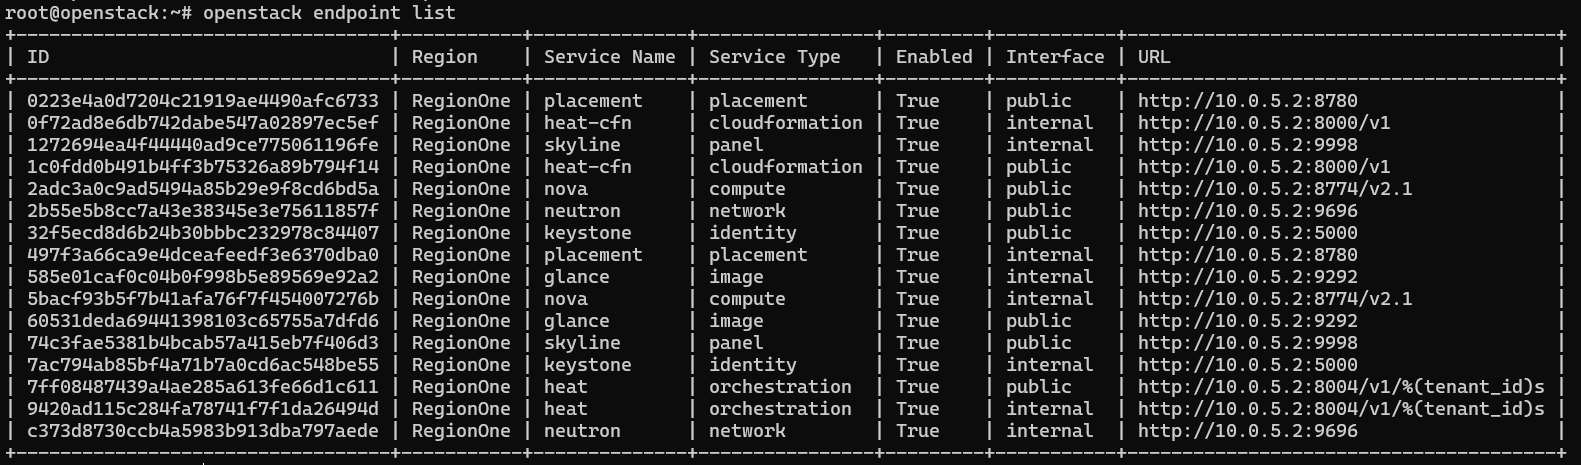 root@openstack:~# openstack endpoint list
+----------------------------------+-----------+--------------+----------------+---------+-----------+---------------------------------------+
| ID                               | Region    | Service Name | Service Type   | Enabled | Interface | URL                                   |
+----------------------------------+-----------+--------------+----------------+---------+-----------+---------------------------------------+
| 0223e4a0d7204c21919ae4490afc6733 | RegionOne | placement    | placement      | True    | public    | http://10.0.5.2:8780                  |
| 0f72ad8e6db742dabe547a02897ec5ef | RegionOne | heat-cfn     | cloudformation | True    | internal  | http://10.0.5.2:8000/v1               |
| 1272694ea4f44440ad9ce775061196fe | RegionOne | skyline      | panel          | True    | internal  | http://10.0.5.2:9998                  |
| 1c0fdd0b491b4ff3b75326a89b794f14 | RegionOne | heat-cfn     | cloudformation | True    | public    | http://10.0.5.2:8000/v1               |
| 2adc3a0c9ad5494a85b29e9f8cd6bd5a | RegionOne | nova         | compute        | True    | public    | http://10.0.5.2:8774/v2.1             |
| 2b55e5b8cc7a43e38345e3e75611857f | RegionOne | neutron      | network        | True    | public    | http://10.0.5.2:9696                  |
| 32f5ecd8d6b24b30bbbc232978c84407 | RegionOne | keystone     | identity       | True    | public    | http://10.0.5.2:5000                  |
| 497f3a66ca9e4dceafeedf3e6370dba0 | RegionOne | placement    | placement      | True    | internal  | http://10.0.5.2:8780                  |
| 585e01caf0c04b0f998b5e89569e92a2 | RegionOne | glance       | image          | True    | internal  | http://10.0.5.2:9292                  |
| 5bacf93b5f7b41afa76f7f454007276b | RegionOne | nova         | compute        | True    | internal  | http://10.0.5.2:8774/v2.1             |
| 60531deda69441398103c65755a7dfd6 | RegionOne | glance       | image          | True    | public    | http://10.0.5.2:9292                  |
| 74c3fae5381b4bcab57a415eb7f406d3 | RegionOne | skyline      | panel          | True    | public    | http://10.0.5.2:9998                  |
| 7ac794ab85bf4a71b7a0cd6ac548be55 | RegionOne | keystone     | identity       | True    | internal  | http://10.0.5.2:5000                  |
| 7ff08487439a4ae285a613fe66d1c611 | RegionOne | heat         | orchestration  | True    | public    | http://10.0.5.2:8004/v1/%(tenant_id)s |
| 9420ad115c284fa78741f7f1da26494d | RegionOne | heat         | orchestration  | True    | internal  | http://10.0.5.2:8004/v1/%(tenant_id)s |
| c373d8730ccb4a5983b913dba797aede | RegionOne | neutron      | network        | True    | internal  | http://10.0.5.2:9696                  |
+----------------------------------+-----------+--------------+----------------+---------+-----------+---------------------------------------+